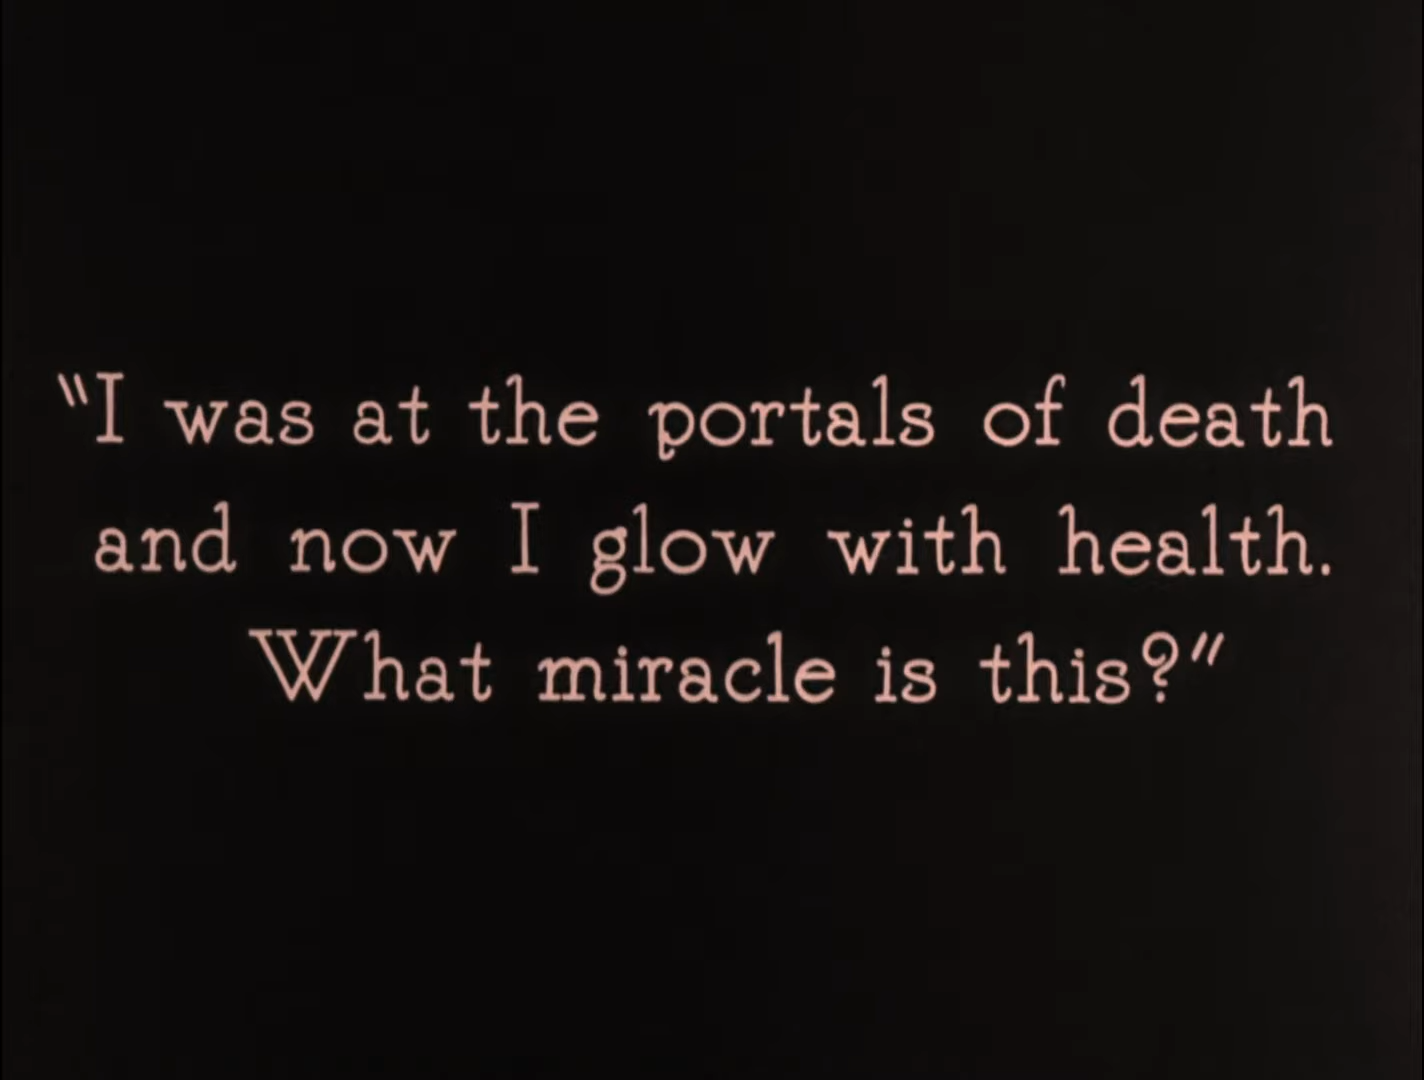 "I was at the portals of death
and now I glow with health.
What miracle is this?"